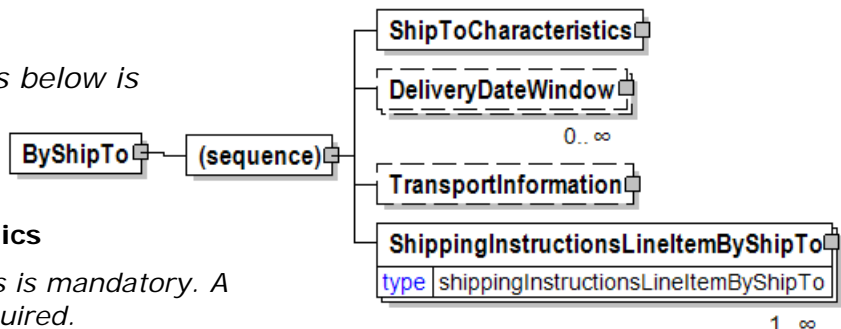 s below is
ics
s is mandatory. A
uired.
ByShipTo
(sequence)
ShipToCharacteristics
DeliveryDateWindow
0.. ∞
TransportInformation
ShippingInstructionsLineItemByShipTo
type shippingInstructionsLineItemByShipTo
1.. ∞